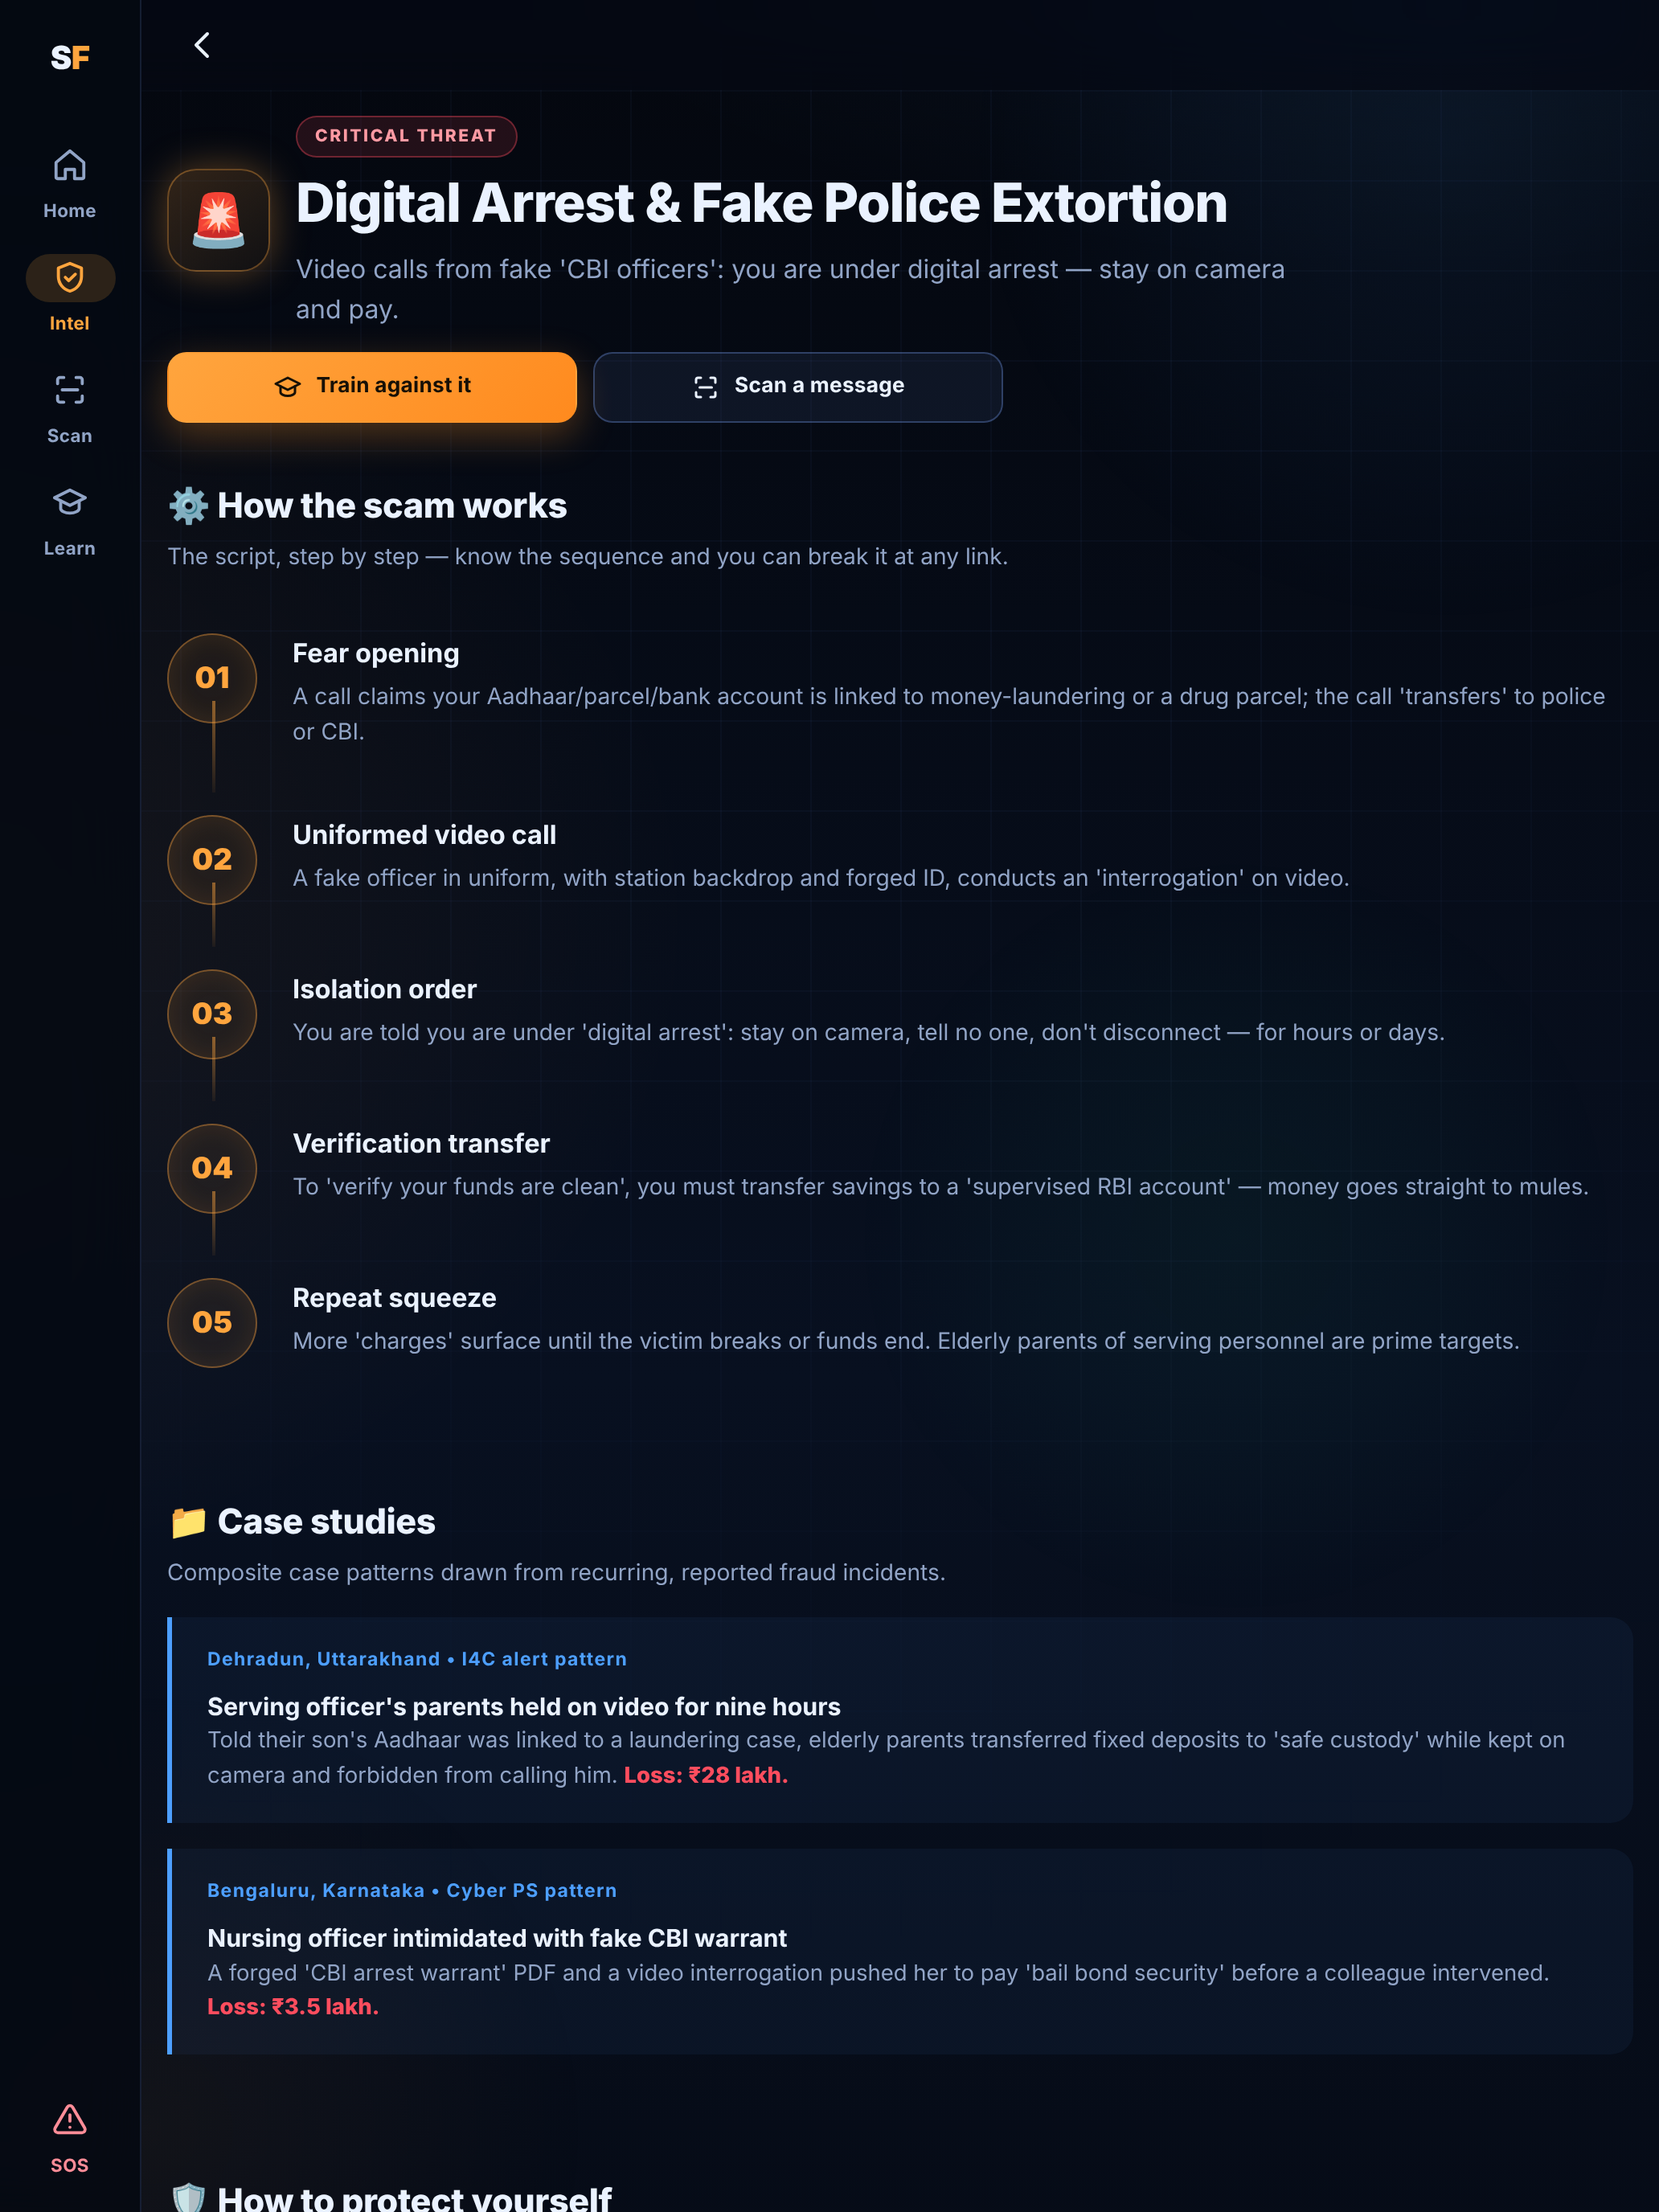 SF
Home
Intel
Scan
Learn
SOS
CRITICAL THREAT
Digital Arrest & Fake Police Extortion
Video calls from fake 'CBI officers': you are under digital arrest — stay on camera
and pay.
Train against it
Scan a message
How the scam works
The script, step by step — know the sequence and you can break it at any link.
01
Fear opening
A call claims your Aadhaar/parcel/bank account is linked to money-laundering or a drug parcel; the call 'transfers' to police
or CBI.
02
Uniformed video call
A fake officer in uniform, with station backdrop and forged ID, conducts an 'interrogation' on video.
03
Isolation order
You are told you are under 'digital arrest': stay on camera, tell no one, don't disconnect — for hours or days.
04
Verification transfer
To 'verify your funds are clean', you must transfer savings to a 'supervised RBI account' — money goes straight to mules.
05
Repeat squeeze
More 'charges' surface until the victim breaks or funds end. Elderly parents of serving personnel are prime targets.
Case studies
Composite case patterns drawn from recurring, reported fraud incidents.
Dehradun, Uttarakhand • I4C alert pattern
Serving officer's parents held on video for nine hours
Told their son's Aadhaar was linked to a laundering case, elderly parents transferred fixed deposits to 'safe custody' while kept on
camera and forbidden from calling him. Loss: ₹28 lakh.
Bengaluru, Karnataka • Cyber PS pattern
Nursing officer intimidated with fake CBI warrant
A forged 'CBI arrest warrant' PDF and a video interrogation pushed her to pay 'bail bond security' before a colleague intervened.
Loss: ₹3.5 lakh.
How to protect yourself